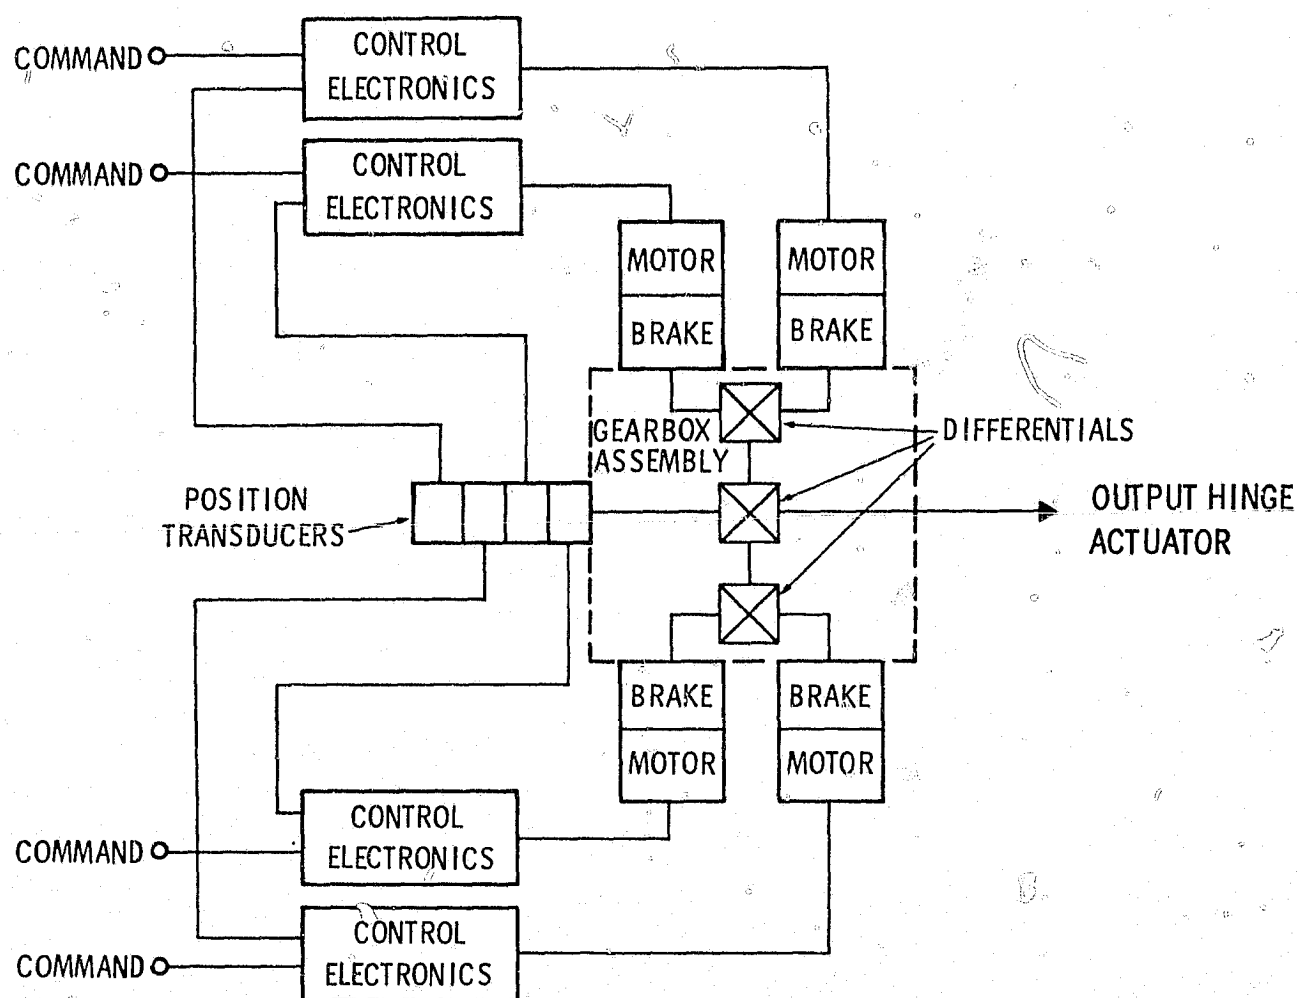 COMMAND
CONTROL
ELECTRONICS
COMMAND
CONTROL
ELECTRONICS
MOTOR
BRAKE
MOTOR
BRAKE
GEARBOX
ASSEMBLY
DIFFERENTIALS
POSITION
TRANSDUCERS
OUTPUT HINGE
ACTUATOR
BRAKE
MOTOR
BRAKE
MOTOR
COMMAND
CONTROL
ELECTRONICS
COMMAND
CONTROL
ELECTRONICS